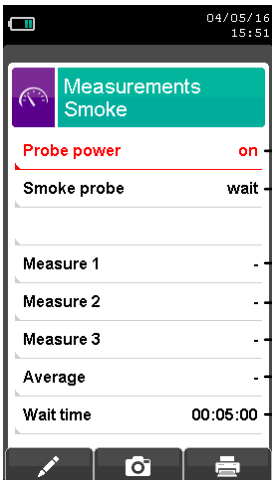 04/05/16
15:51
Measurements
Smoke
Probe power on
Smoke probe wait
Measure 1 -
Measure 2 -
Measure 3 -
Average -
Wait time 00:05:00